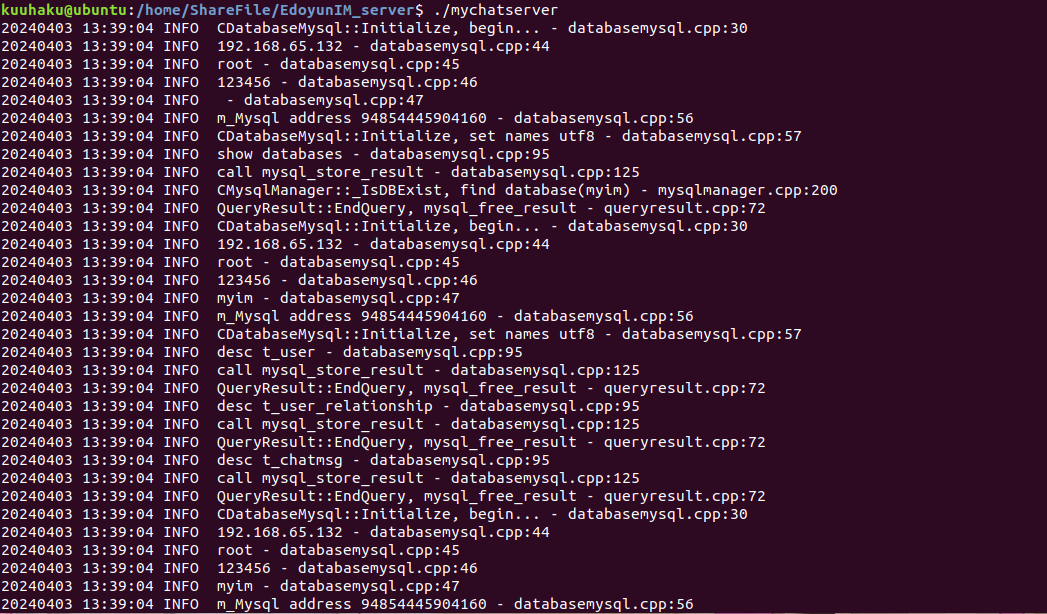 kuuhaku@ubuntu:/home/ShareFile/EdoyunIM_server$ ./mychatserver
20240403 13:39:04 INFO  CDatabaseMysql::Initialize, begin... - databasemysql.cpp:30
20240403 13:39:04 INFO  192.168.65.132 - databasemysql.cpp:44
20240403 13:39:04 INFO  root - databasemysql.cpp:45
20240403 13:39:04 INFO  123456 - databasemysql.cpp:46
20240403 13:39:04 INFO   - databasemysql.cpp:47
20240403 13:39:04 INFO  m_Mysql address 94854445904160 - databasemysql.cpp:56
20240403 13:39:04 INFO  CDatabaseMysql::Initialize, set names utf8 - databasemysql.cpp:57
20240403 13:39:04 INFO  show databases - databasemysql.cpp:95
20240403 13:39:04 INFO  call mysql_store_result - databasemysql.cpp:125
20240403 13:39:04 INFO  CMysqlManager::_IsDBExist, find database(myim) - mysqlmanager.cpp:200
20240403 13:39:04 INFO  QueryResult::EndQuery, mysql_free_result - queryresult.cpp:72
20240403 13:39:04 INFO  CDatabaseMysql::Initialize, begin... - databasemysql.cpp:30
20240403 13:39:04 INFO  192.168.65.132 - databasemysql.cpp:44
20240403 13:39:04 INFO  root - databasemysql.cpp:45
20240403 13:39:04 INFO  123456 - databasemysql.cpp:46
20240403 13:39:04 INFO  myim - databasemysql.cpp:47
20240403 13:39:04 INFO  m_Mysql address 94854445904160 - databasemysql.cpp:56
20240403 13:39:04 INFO  CDatabaseMysql::Initialize, set names utf8 - databasemysql.cpp:57
20240403 13:39:04 INFO  desc t_user - databasemysql.cpp:95
20240403 13:39:04 INFO  call mysql_store_result - databasemysql.cpp:125
20240403 13:39:04 INFO  QueryResult::EndQuery, mysql_free_result - queryresult.cpp:72
20240403 13:39:04 INFO  desc t_user_relationship - databasemysql.cpp:95
20240403 13:39:04 INFO  call mysql_store_result - databasemysql.cpp:125
20240403 13:39:04 INFO  QueryResult::EndQuery, mysql_free_result - queryresult.cpp:72
20240403 13:39:04 INFO  desc t_chatmsg - databasemysql.cpp:95
20240403 13:39:04 INFO  call mysql_store_result - databasemysql.cpp:125
20240403 13:39:04 INFO  QueryResult::EndQuery, mysql_free_result - queryresult.cpp:72
20240403 13:39:04 INFO  CDatabaseMysql::Initialize, begin... - databasemysql.cpp:30
20240403 13:39:04 INFO  192.168.65.132 - databasemysql.cpp:44
20240403 13:39:04 INFO  root - databasemysql.cpp:45
20240403 13:39:04 INFO  123456 - databasemysql.cpp:46
20240403 13:39:04 INFO  myim - databasemysql.cpp:47
20240403 13:39:04 INFO  m_Mysql address 94854445904160 - databasemysql.cpp:56